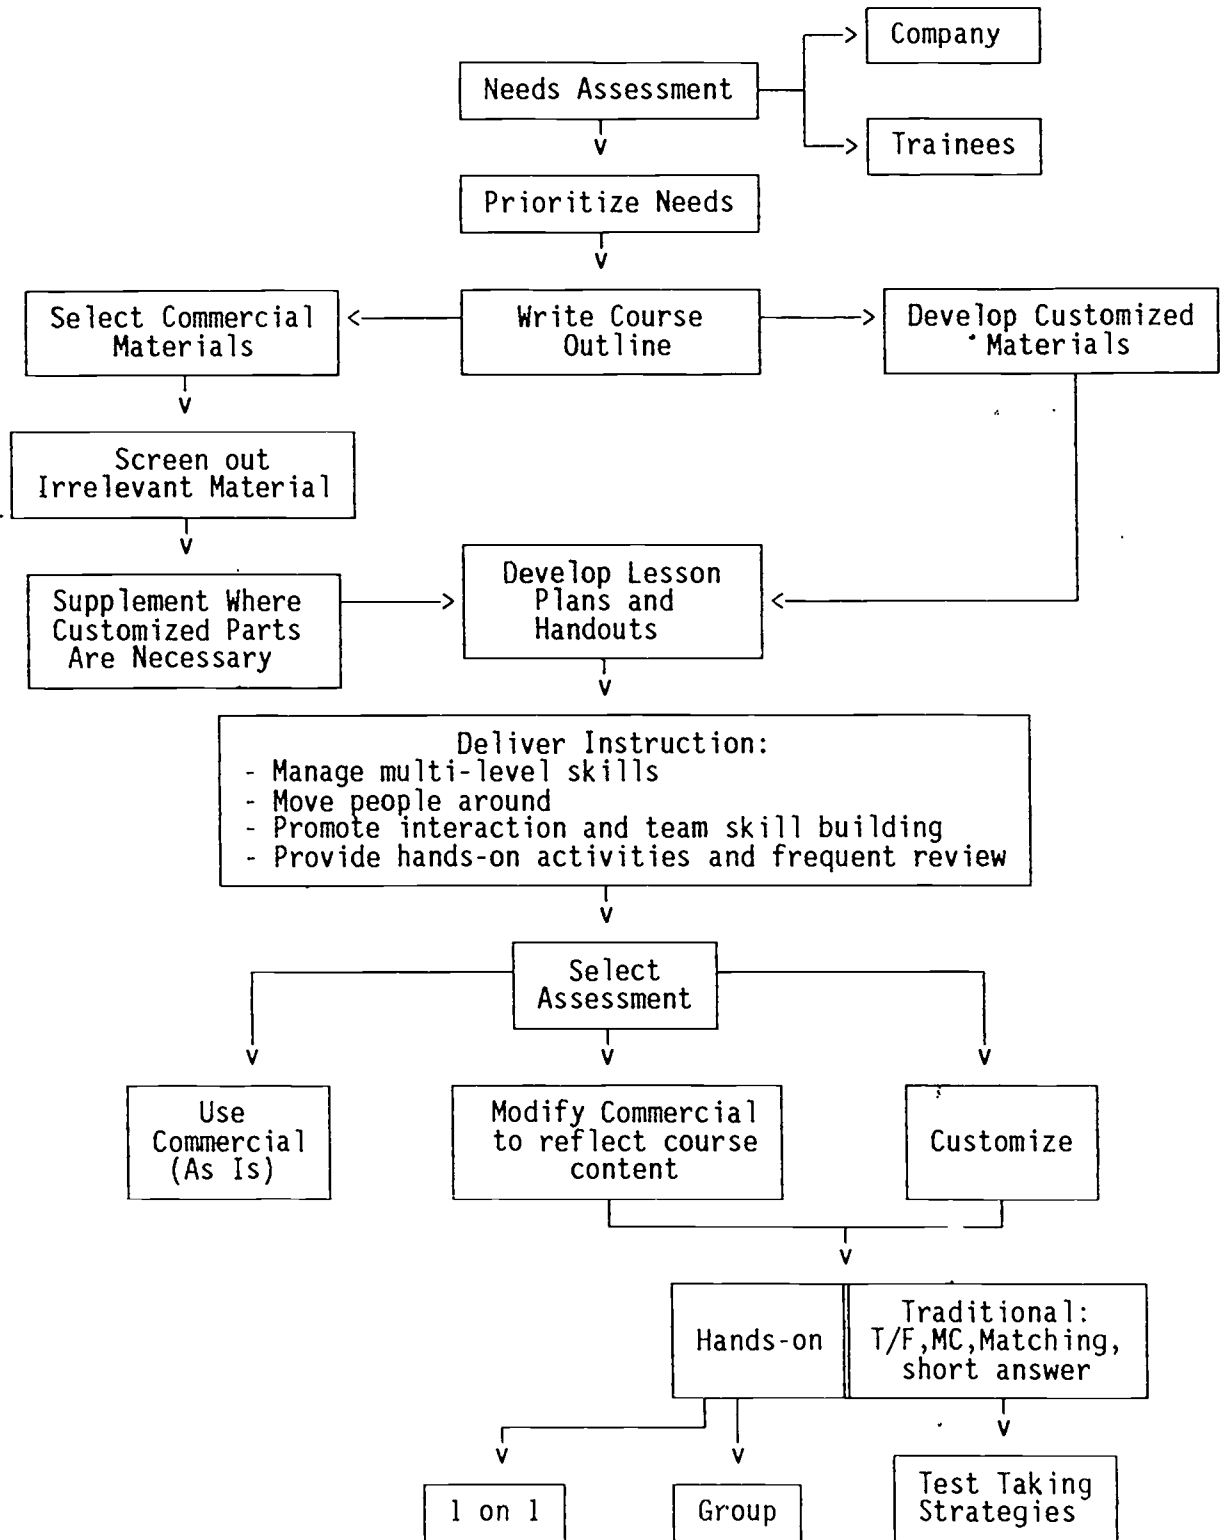 Company
Needs Assessment
Trainees
Prioritize Needs
Select Commercial
Materials
Write Course
Outline
Develop Customized
Materials
Screen out
Irrelevant Material
Supplement Where
Customized Parts
Are Necessary
Develop Lesson
Plans and
Handouts
Deliver Instruction:
- Manage multi-level skills
- Move people around
- Promote interaction and team skill building
- Provide hands-on activities and frequent review
Select
Assessment
Use
Commercial
(As Is)
Modify Commercial
to reflect course
content
Customize
Hands-on
Traditional:
T/F,MC,Matching,
short answer
1 on 1
Group
Test Taking
Strategies